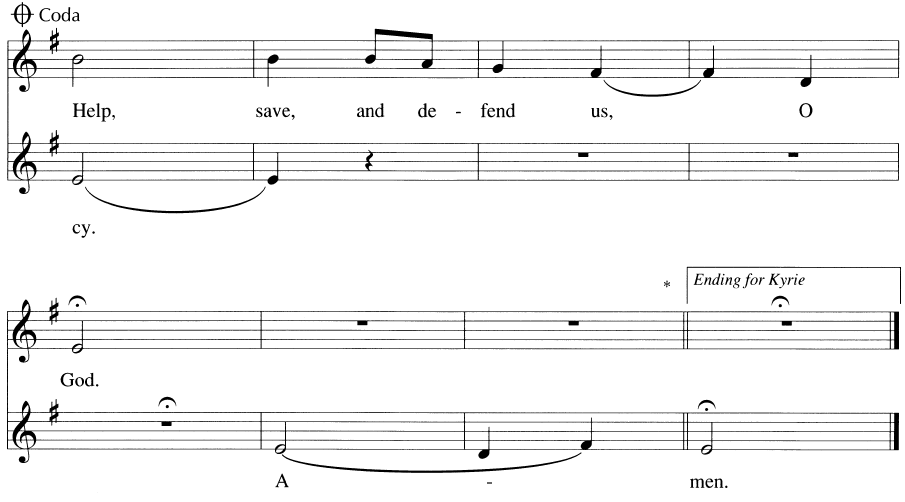 Coda
Help, save, and de - fend us, O
cy.
*
Ending for Kyrie
God.
A - men.